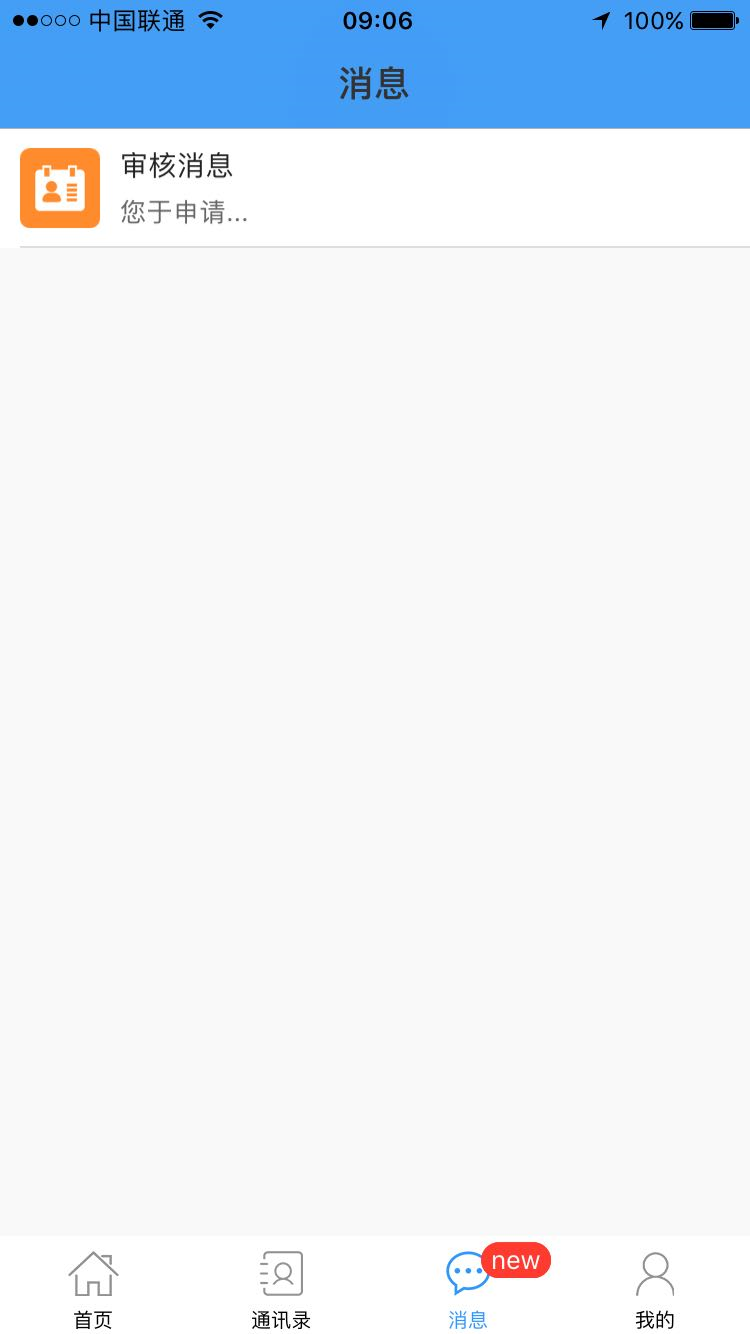 中国联通 09:06 100%
消息
审核消息
您于申请...
new
首页 通讯录 消息 我的